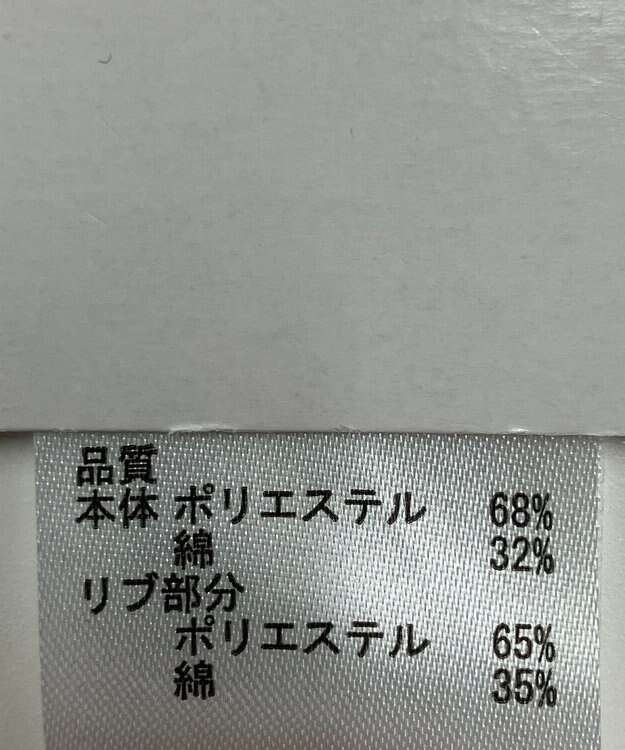 品質
本体 ポリエステル 68%
綿 32%
リブ部分
ポリエステル 65%
綿 35%